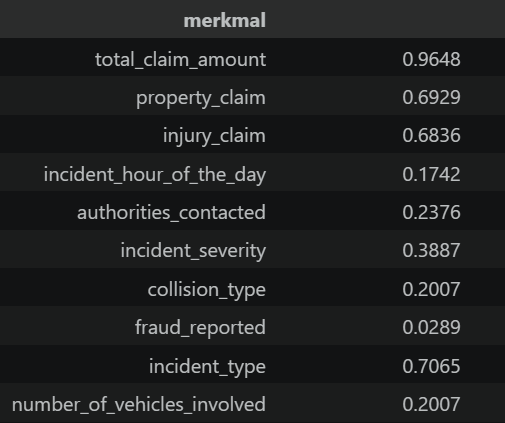 merkmal
total_claim_amount 0.9648
property_claim 0.6929
injury_claim 0.6836
incident_hour_of_the_day 0.1742
authorities_contacted 0.2376
incident_severity 0.3887
collision_type 0.2007
fraud_reported 0.0289
incident_type 0.7065
number_of_vehicles_involved 0.2007